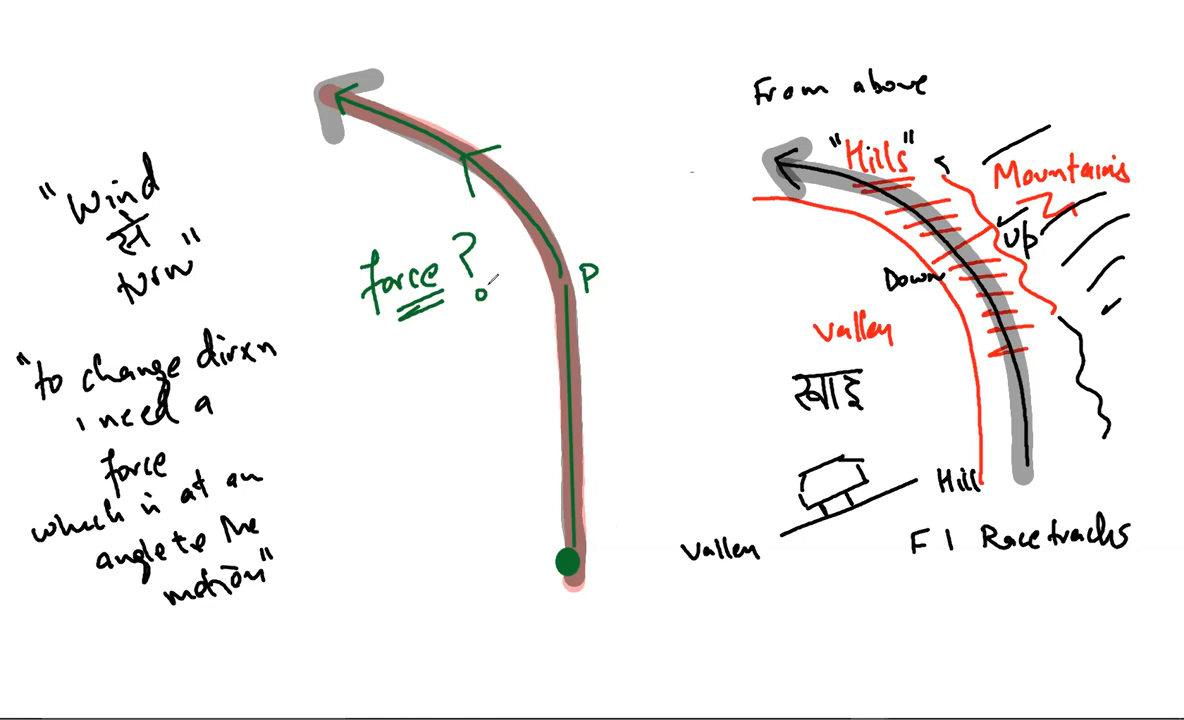 "Wind
से
turn"
"to change dirxn
I need a
force
which is at an
angle to the
motion"
force?
P
From above
"Hills"
Mountains
Up
Down
Valley
खाई
Hill
Valley
F1 Racetracks